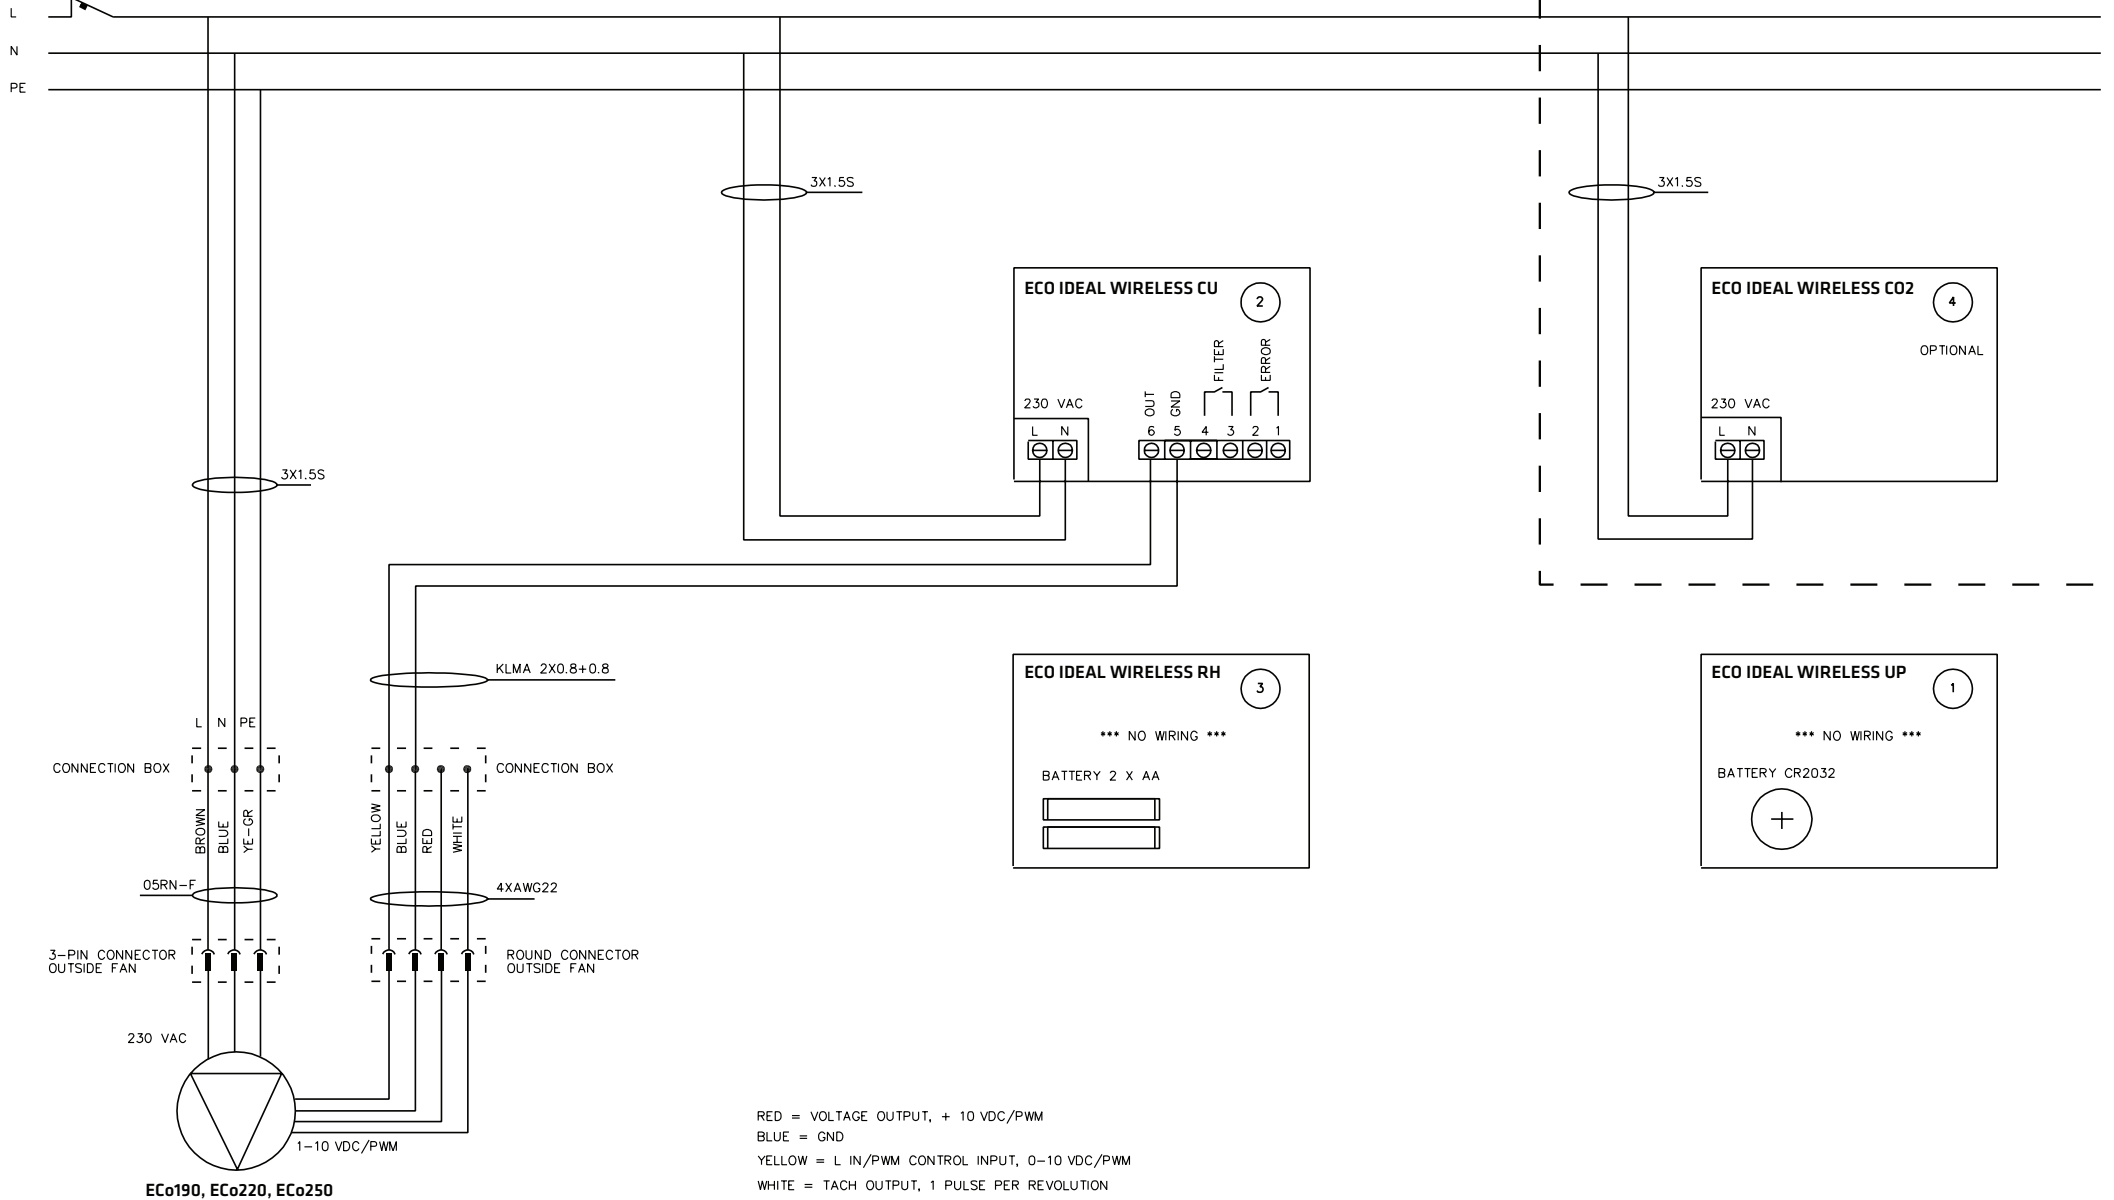 L
N
PE
3X1.5S
3X1.5S
ECO IDEAL WIRELESS CU
2
FILTER
ERROR
230 VAC
OUT
GND
L N
6 5 4 3 2 1
ECO IDEAL WIRELESS CO2
4
OPTIONAL
230 VAC
L N
3X1.5S
KLMA 2X0.8+0.8
ECO IDEAL WIRELESS RH
3
*** NO WIRING ***
BATTERY 2 X AA
ECO IDEAL WIRELESS UP
1
*** NO WIRING ***
BATTERY CR2032
L N PE
CONNECTION BOX
CONNECTION BOX
BROWN
BLUE
YE-GR
YELLOW
BLUE
RED
WHITE
05RN-F
4XAWG22
3-PIN CONNECTOR
OUTSIDE FAN
ROUND CONNECTOR
OUTSIDE FAN
230 VAC
1-10 VDC/PWM
ECo190, ECo220, ECo250
RED = VOLTAGE OUTPUT, + 10 VDC/PWM
BLUE = GND
YELLOW = L IN/PWM CONTROL INPUT, 0-10 VDC/PWM
WHITE = TACH OUTPUT, 1 PULSE PER REVOLUTION